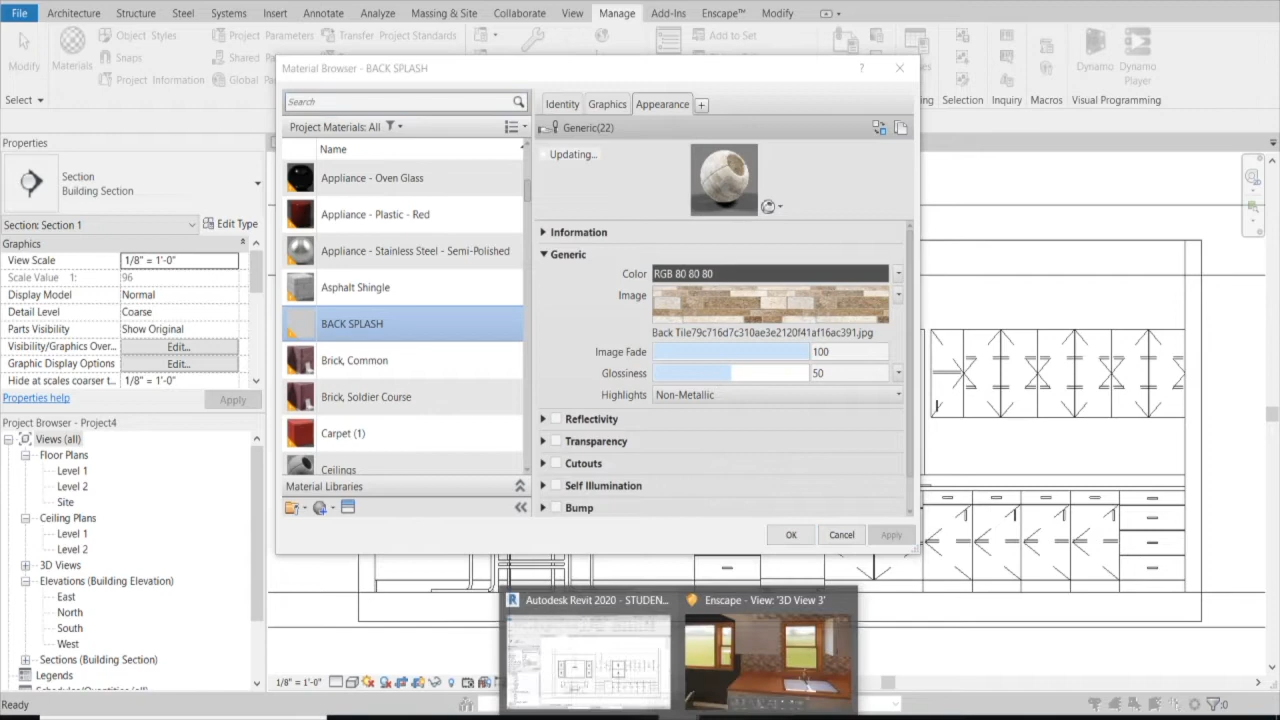 File Architecture Structure Steel Systems Insert Annotate Analyze Massing & Site Collaborate View Manage Add-Ins Enscape™ Modify
Modify
Materials
Object Styles
Snaps
Project Information
Project Parameters
Shared
Global
Transfer Project Standards
Add to Set
Dynamo
Dynamo Player
Select
Selection
Inquiry
Macros
Visual Programming
Material Browser - BACK SPLASH
?
Search
Project Materials: All
Name
Appliance - Oven Glass
Appliance - Plastic - Red
Appliance - Stainless Steel - Semi-Polished
Asphalt Shingle
BACK SPLASH
Brick, Common
Brick, Soldier Course
Carpet (1)
Ceilings
Material Libraries
Identity Graphics Appearance
Generic(22)
Updating...
Information
Generic
Color RGB 80 80 80
Image
Back Tile79c716d7c310ae3e2120f41af16ac391.jpg
Image Fade 100
Glossiness 50
Highlights Non-Metallic
Reflectivity
Transparency
Cutouts
Self Illumination
Bump
OK Cancel Apply
Properties
Section
Building Section
Section: Section 1 Edit Type
Graphics
View Scale 1/8" = 1'-0"
Scale Value 1: 96
Display Model Normal
Detail Level Coarse
Parts Visibility Show Original
Visibility/Graphics Over... Edit...
Graphic Display Options Edit...
Hide at scales coarser t... 1/8" = 1'-0"
Properties help Apply
Project Browser - Project4
Views (all)
Floor Plans
Level 1
Level 2
Site
Ceiling Plans
Level 1
Level 2
3D Views
Elevations (Building Elevation)
East
North
South
West
Sections (Building Section)
Legends
Schedules/Quantities (all)
1/8" = 1'-0"
Autodesk Revit 2020 - STUDEN...
Enscape - View: '3D View 3'
Ready
:0